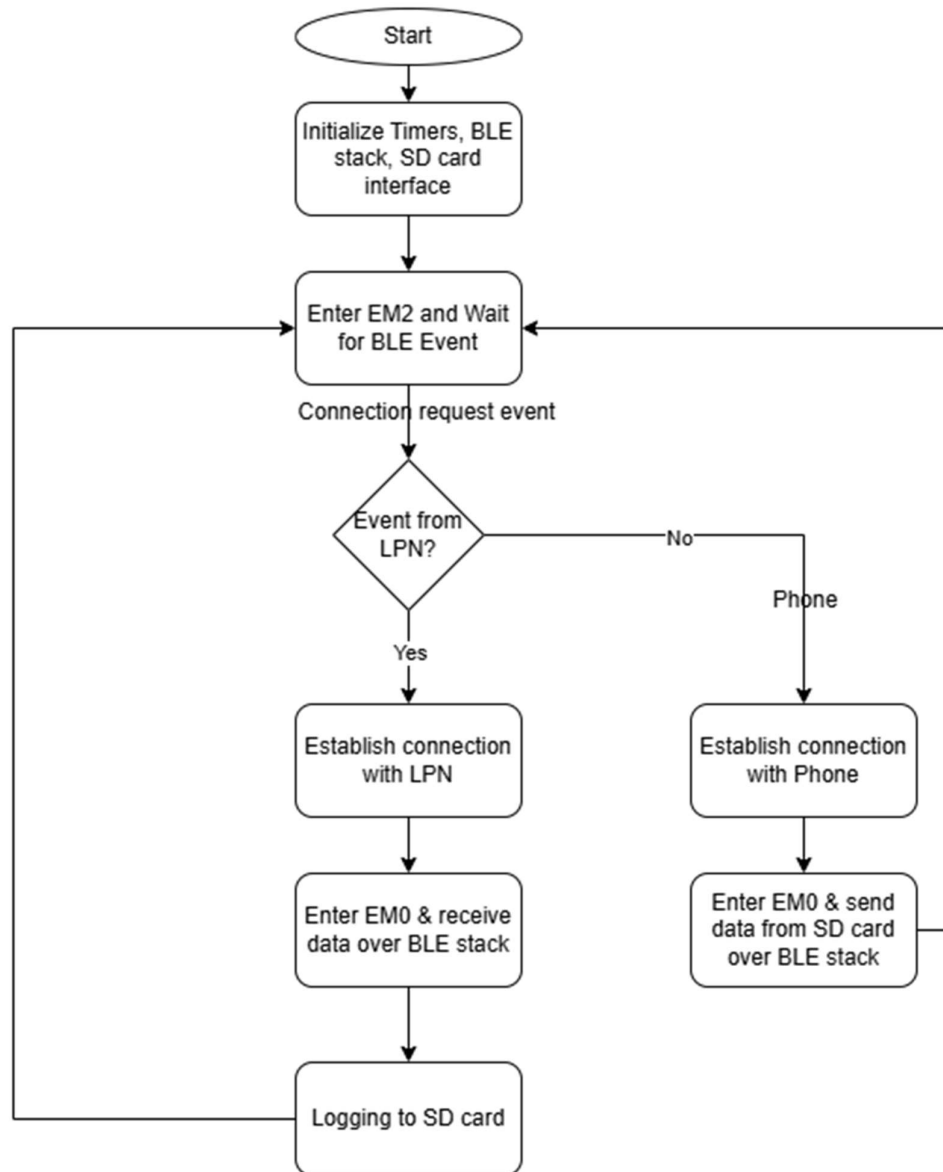 Start
Initialize Timers, BLE
stack, SD card
interface
Enter EM2 and Wait
for BLE Event
Connection request event
Event from
LPN?
No
Phone
Yes
Establish connection
with LPN
Establish connection
with Phone
Enter EM0 & receive
data over BLE stack
Enter EM0 & send
data from SD card
over BLE stack
Logging to SD card